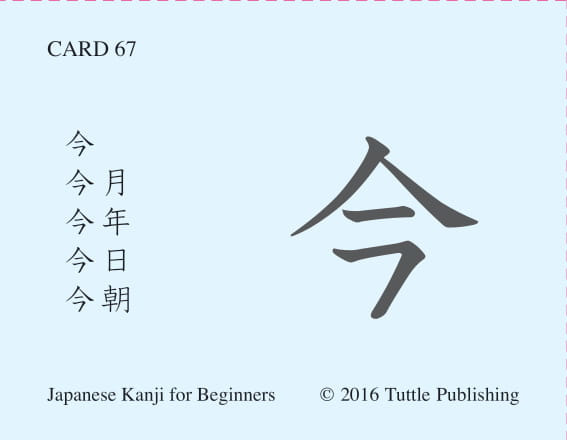 CARD 67
今
今月
今年
今日
今朝
今
Japanese Kanji for Beginners
© 2016 Tuttle Publishing